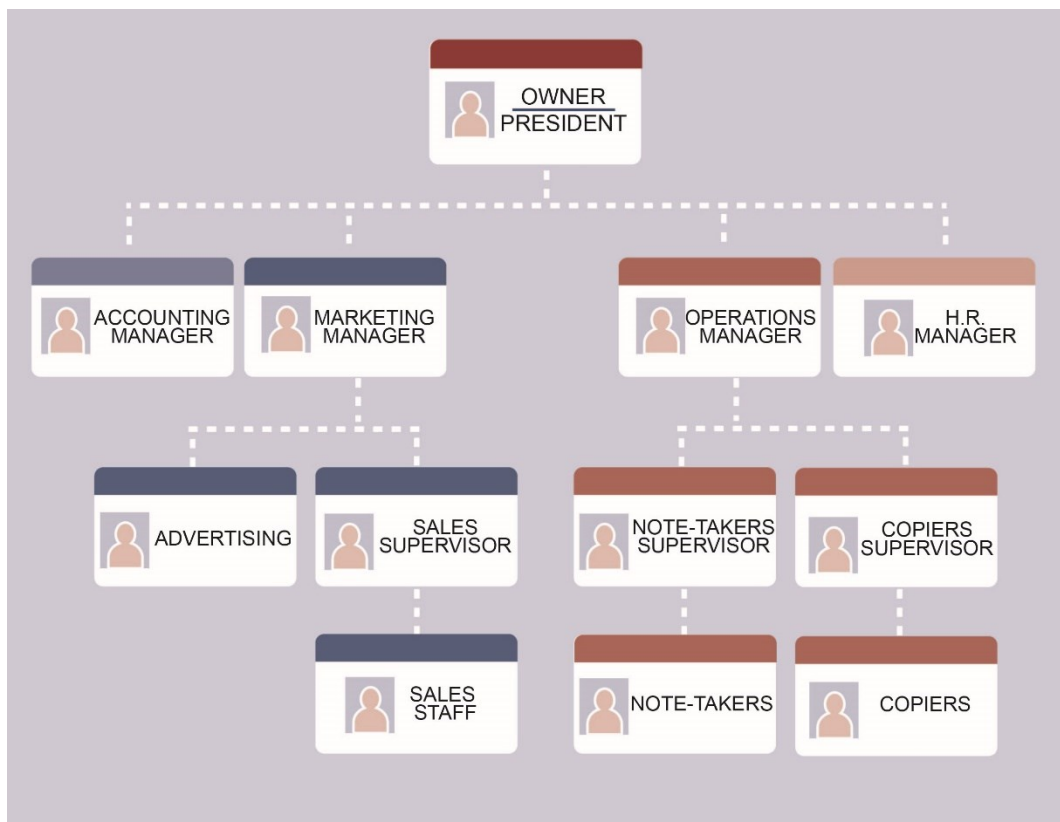 OWNER
PRESIDENT
ACCOUNTING
MANAGER
MARKETING
MANAGER
OPERATIONS
MANAGER
H.R.
MANAGER
ADVERTISING
SALES
SUPERVISOR
NOTE-TAKERS
SUPERVISOR
COPIERS
SUPERVISOR
SALES
STAFF
NOTE-TAKERS
COPIERS